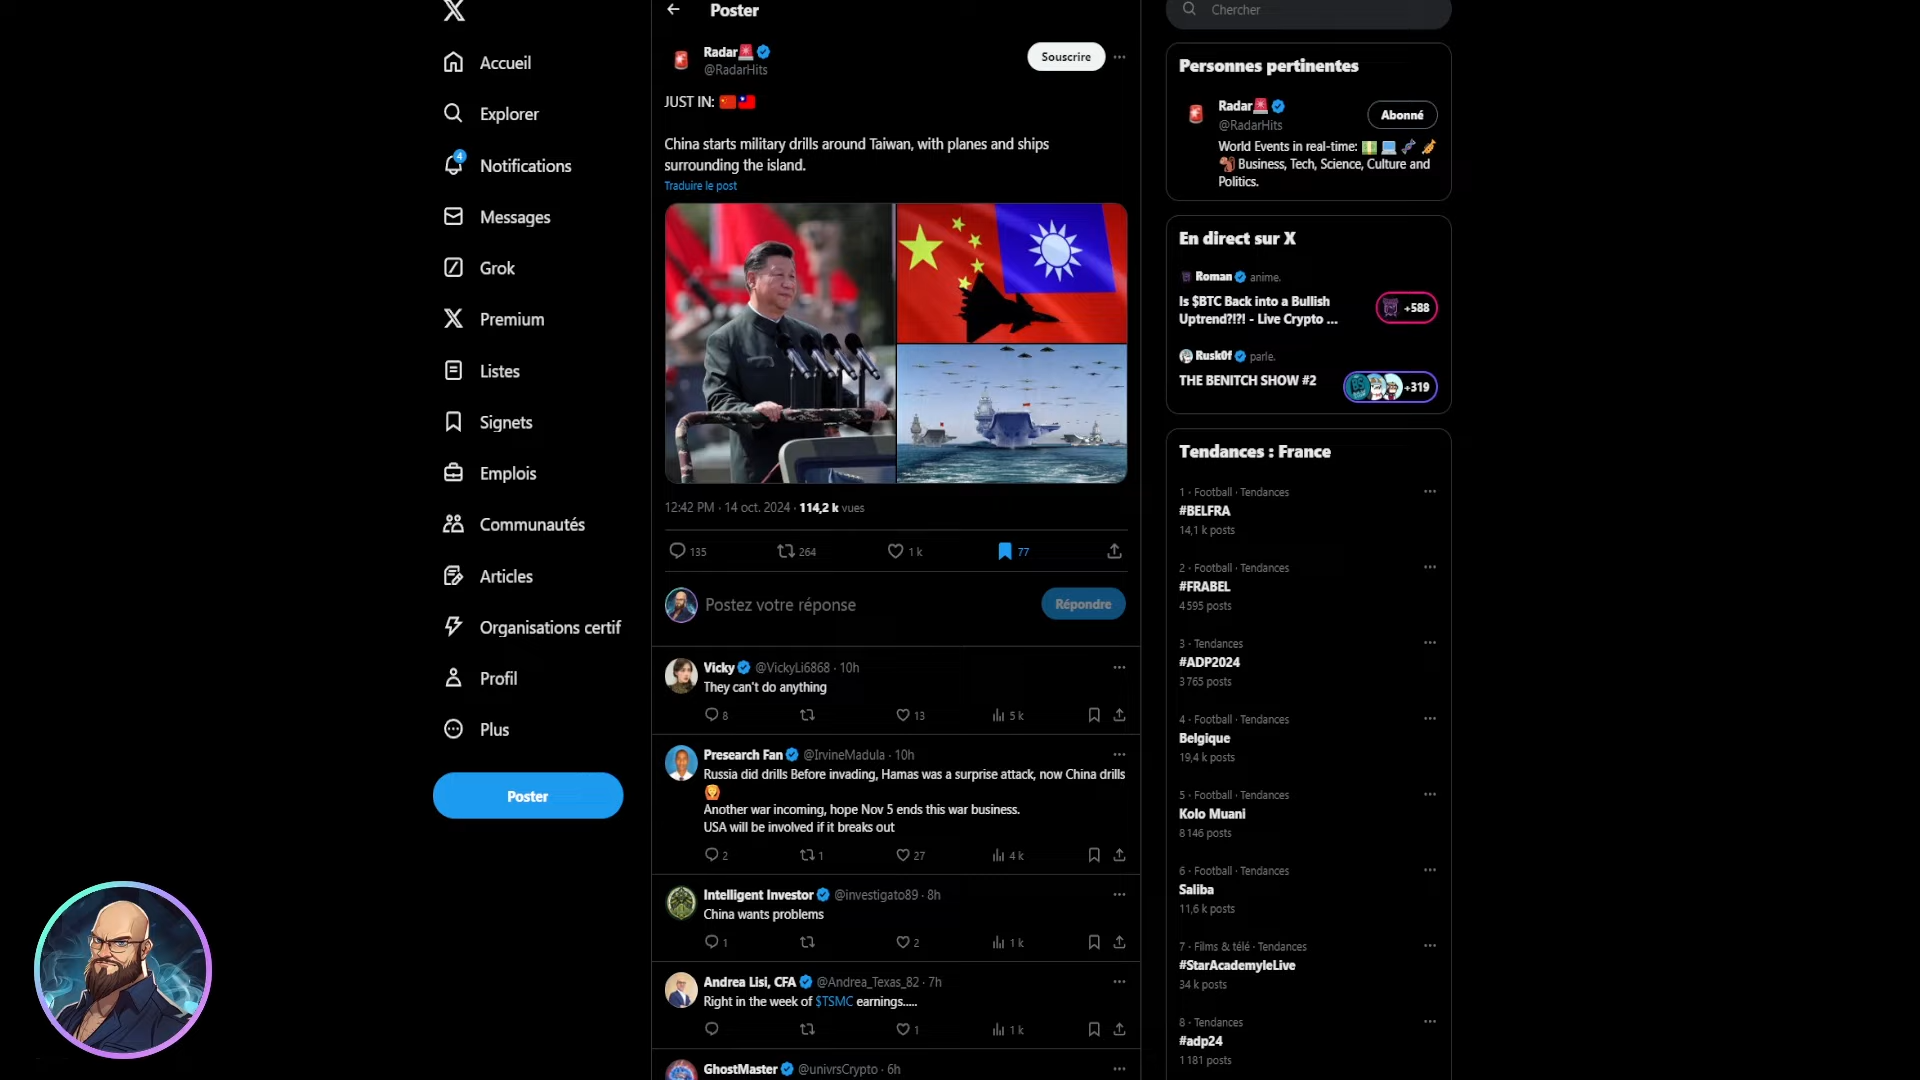 Accueil
Explorer
4
Notifications
Messages
Grok
Premium
Listes
Signets
Emplois
Communautés
Articles
Organisations certif
Profil
Plus
Poster
Poster
Radar
@RadarHits
Souscrire
JUST IN:
China starts military drills around Taiwan, with planes and ships
surrounding the island.
Traduire le post
12:42 PM · 14 oct. 2024 · 114,2 k vues
135
264
1 k
77
Postez votre réponse
Répondre
Vicky @VickyLi6868 · 10h
They can't do anything
8
13
5 k
Presearch Fan @IrvineMadula · 10h
Russia did drills Before invading, Hamas was a surprise attack, now China drills
Another war incoming, hope Nov 5 ends this war business.
USA will be involved if it breaks out
2
1
27
4 k
Intelligent Investor @investigato89 · 8h
China wants problems
1
2
1 k
Andrea Lisi, CFA @Andrea_Texas_82 · 7h
Right in the week of $TSMC earnings.....
1
1 k
GhostMaster @univrsCrypto · 6h
Chercher
Personnes pertinentes
Radar
@RadarHits
Abonné
World Events in real-time:
Business, Tech, Science, Culture and
Politics.
En direct sur X
Roman anime.
Is $BTC Back into a Bullish
Uptrend?!?! - Live Crypto ...
+588
Rusk0f parle.
THE BENITCH SHOW #2
+319
Tendances : France
1 · Football · Tendances
#BELFRA
14,1 k posts
2 · Football · Tendances
#FRABEL
4 595 posts
3 · Tendances
#ADP2024
3 765 posts
4 · Football · Tendances
Belgique
19,4 k posts
5 · Football · Tendances
Kolo Muani
8 146 posts
6 · Football · Tendances
Saliba
11,6 k posts
7 · Films & télé · Tendances
#StarAcademyleLive
34 k posts
8 · Tendances
#adp24
1 181 posts